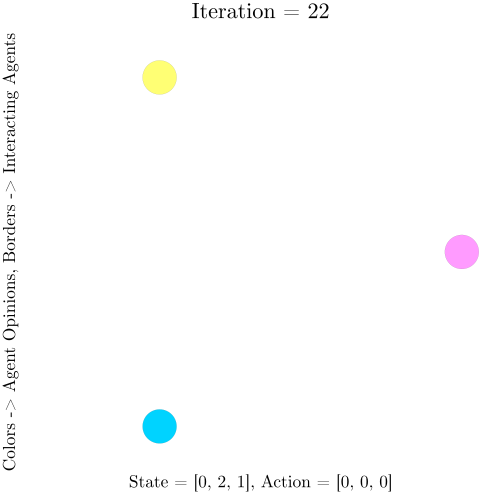 Iteration = 22
Colors -> Agent Opinions, Borders -> Interacting Agents
State = [0, 2, 1], Action = [0, 0, 0]